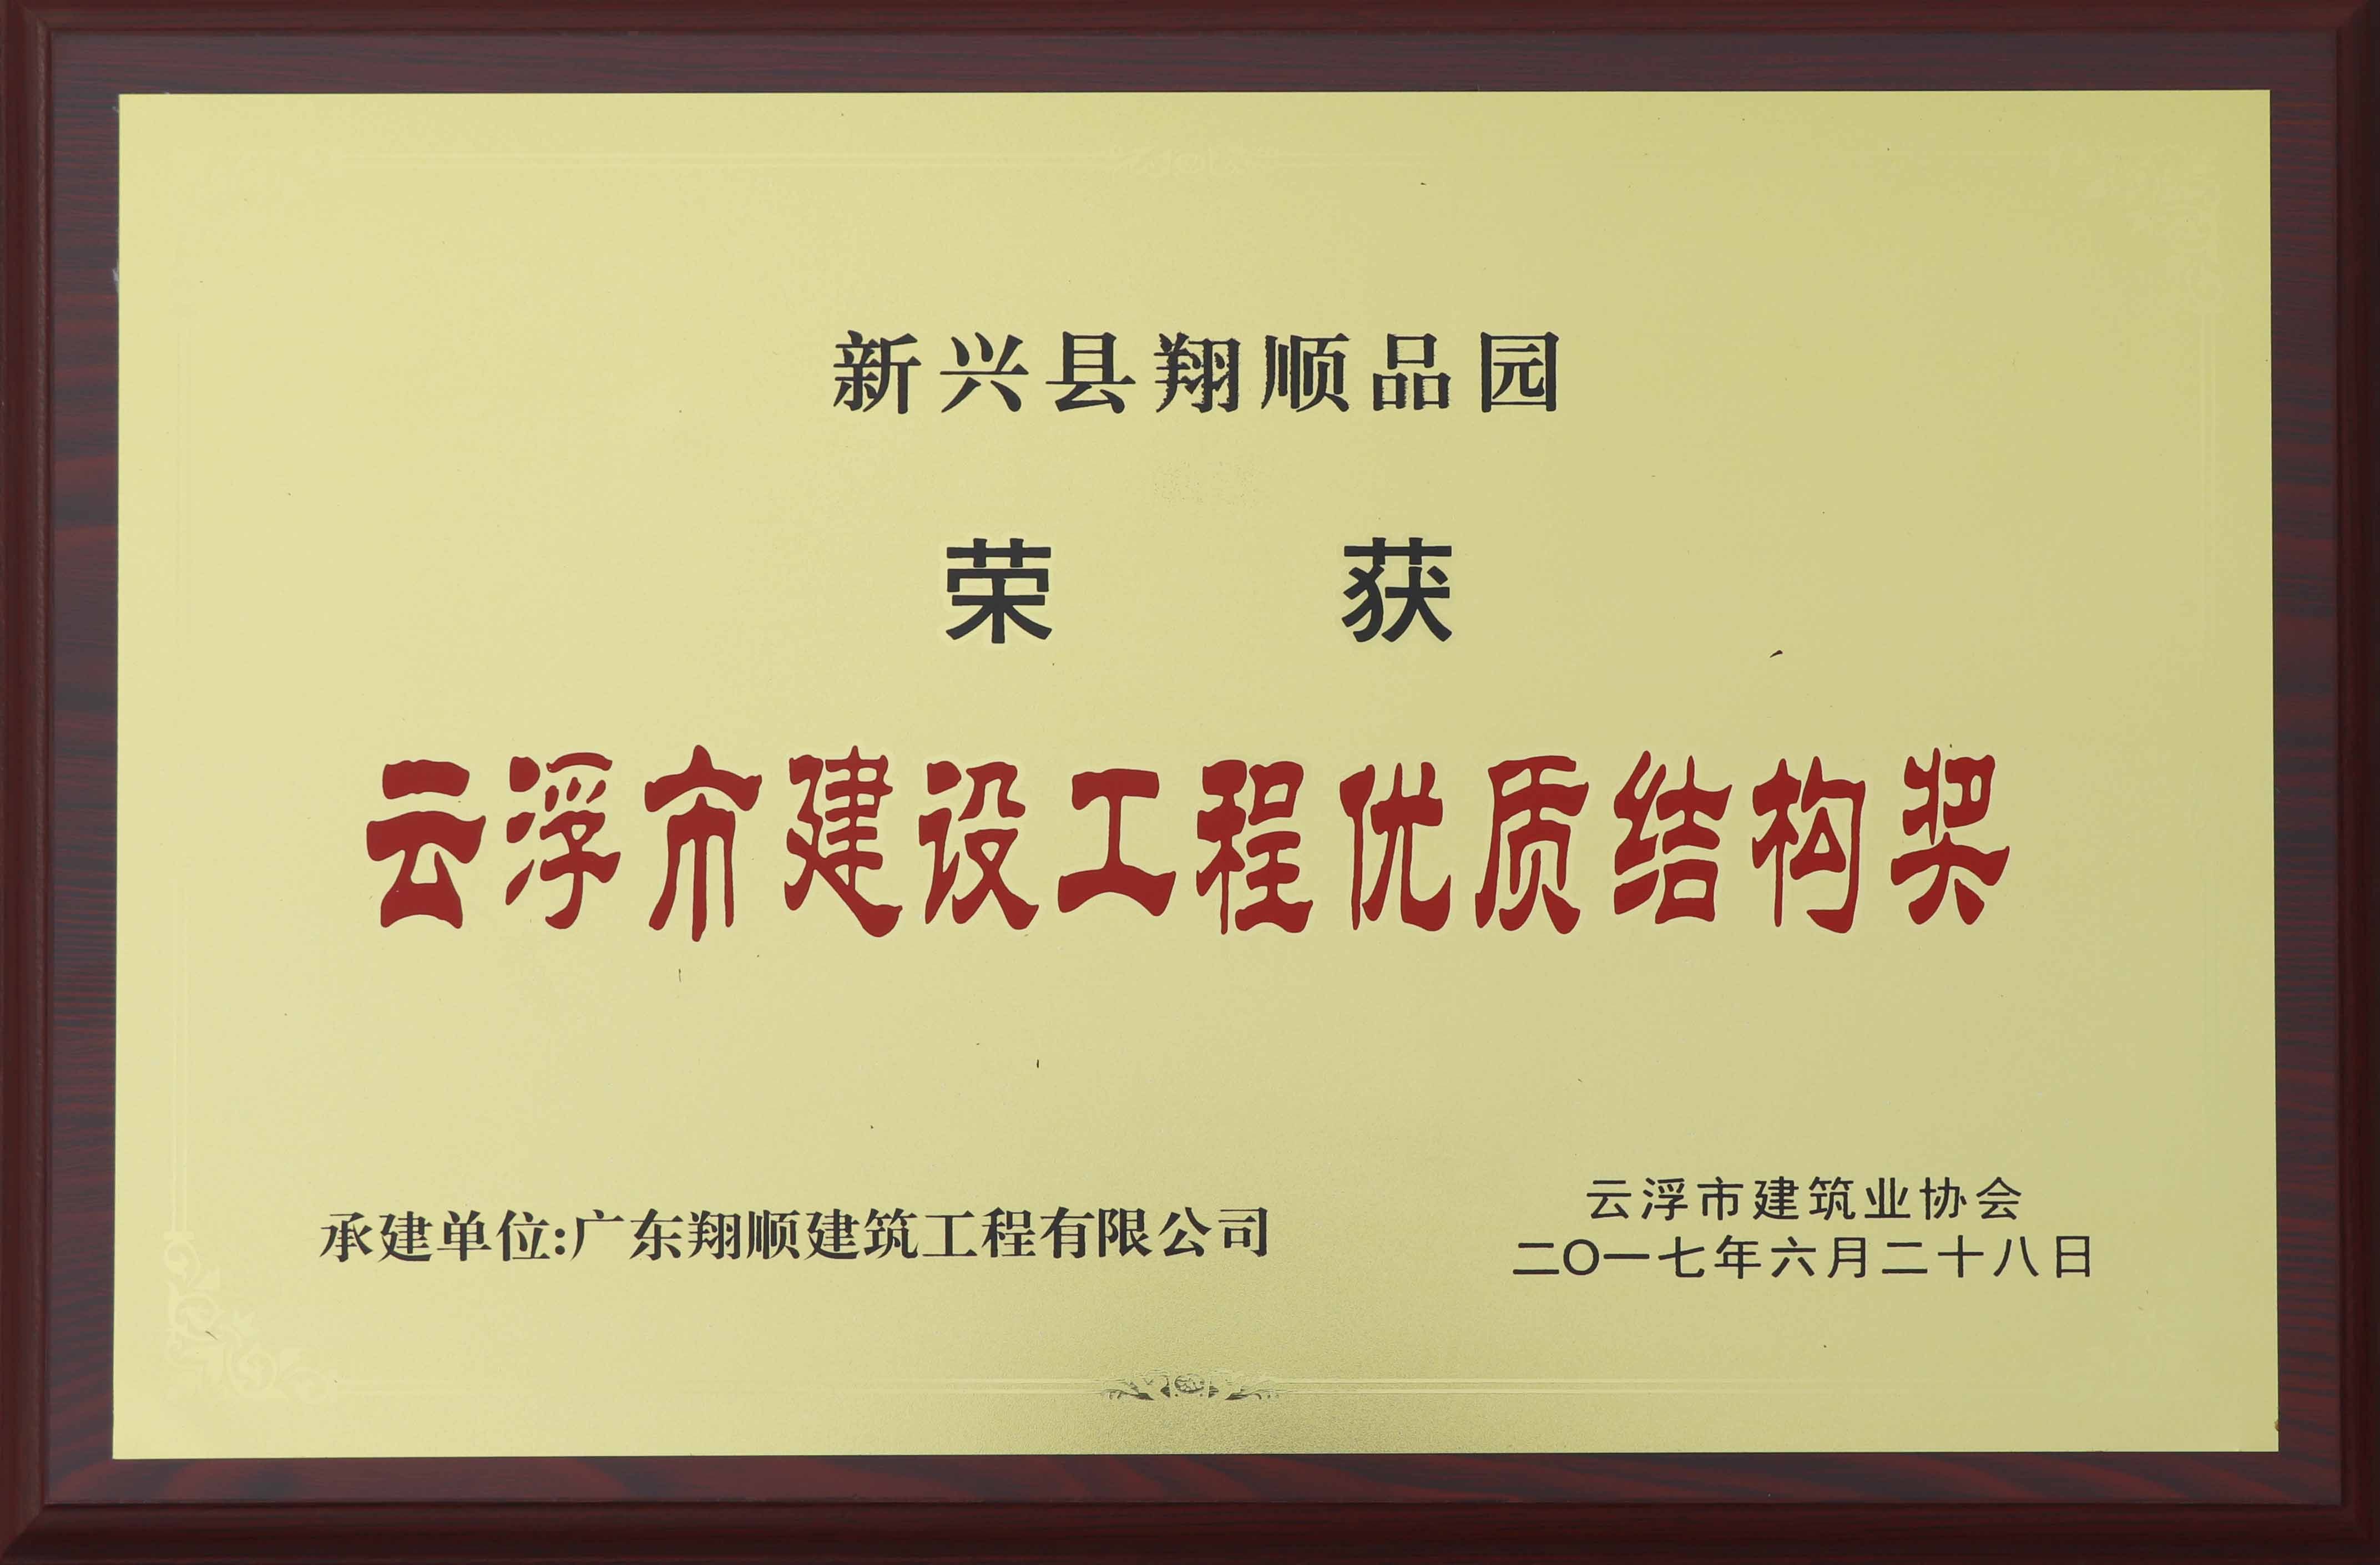 新兴县翔顺品园
荣获
云浮市建设工程优质结构奖
承建单位:广东翔顺建筑工程有限公司
云浮市建筑业协会
二〇一七年六月二十八日